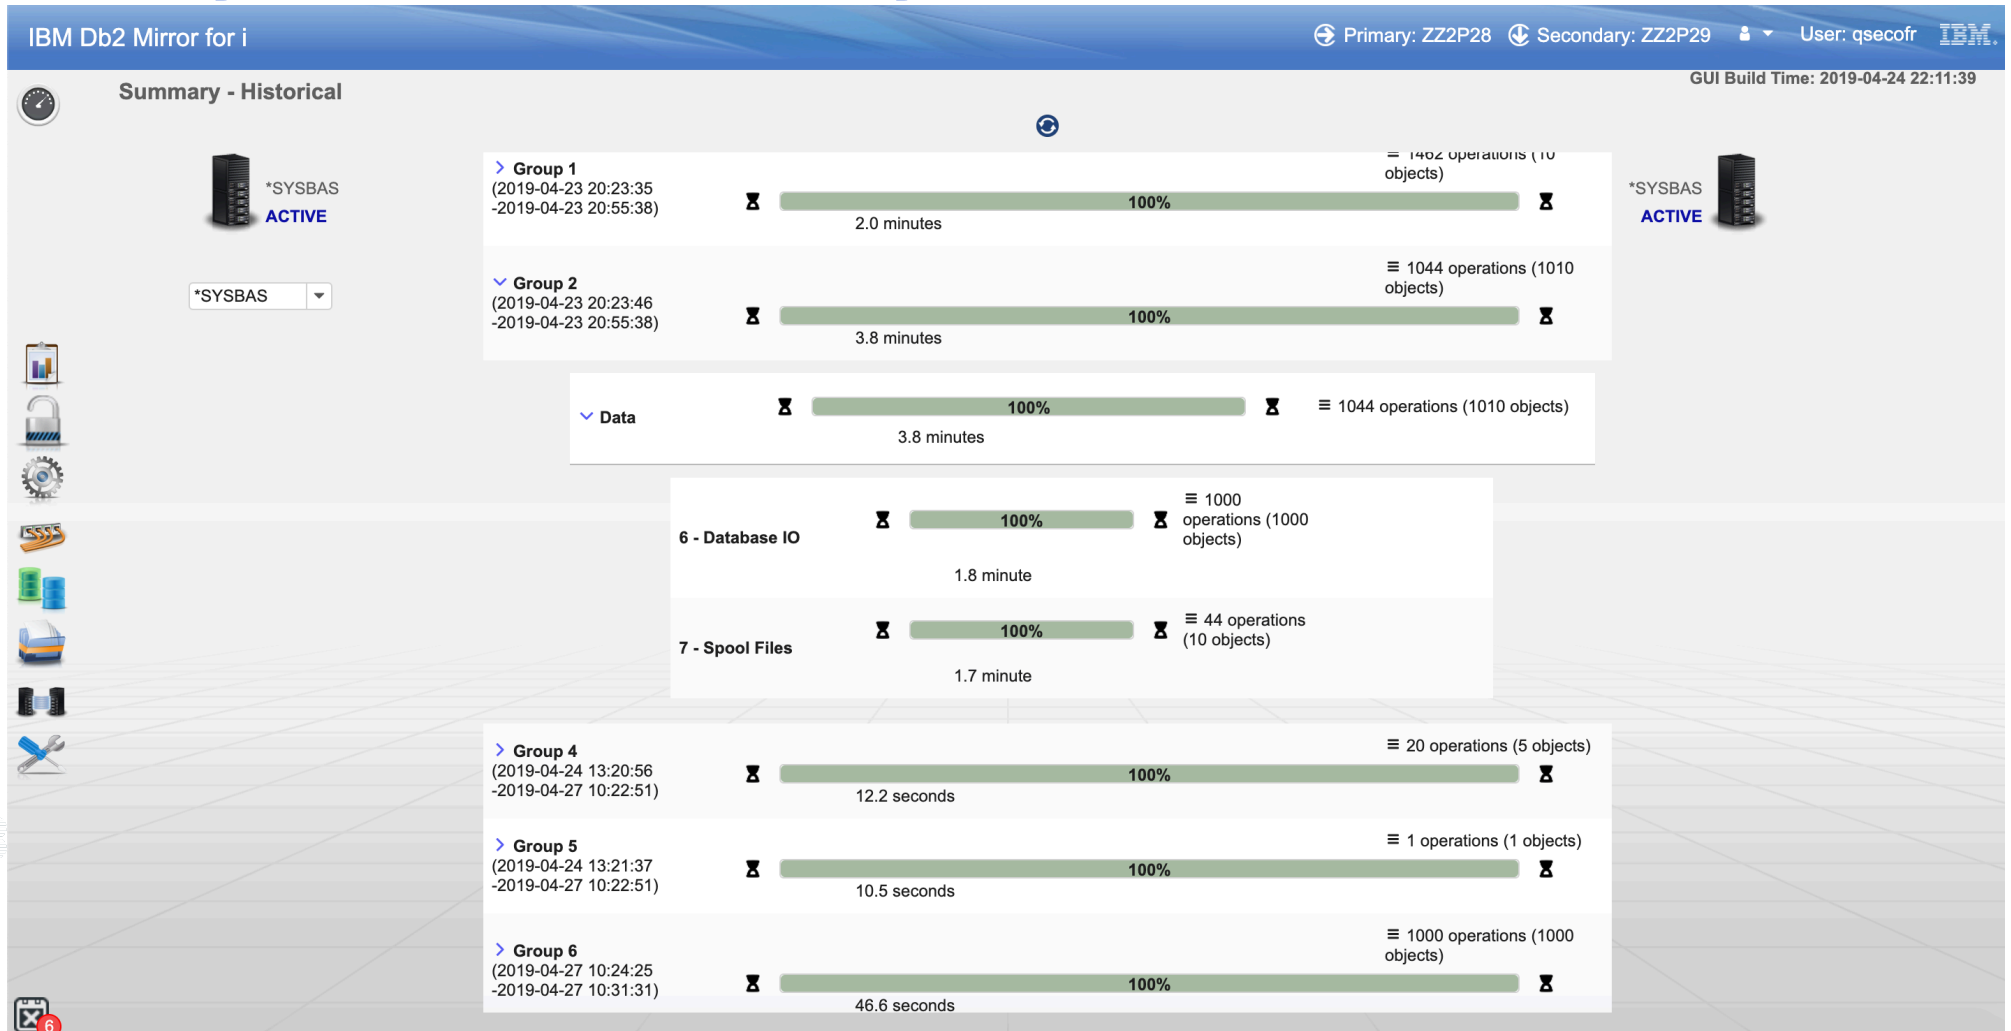 IBM Db2 Mirror for i
Primary: ZZ2P28 Secondary: ZZ2P29 User: qsecofr IBM.
GUI Build Time: 2019-04-24 22:11:39
Summary - Historical
*SYSBAS
ACTIVE
*SYSBAS
*SYSBAS
ACTIVE
Group 1
(2019-04-23 20:23:35
-2019-04-23 20:55:38)
100%
2.0 minutes
1462 operations (10
objects)
Group 2
(2019-04-23 20:23:46
-2019-04-23 20:55:38)
100%
3.8 minutes
1044 operations (1010
objects)
Data
100%
3.8 minutes
1044 operations (1010 objects)
6 - Database IO
100%
1.8 minute
1000
operations (1000
objects)
7 - Spool Files
100%
1.7 minute
44 operations
(10 objects)
Group 4
(2019-04-24 13:20:56
-2019-04-27 10:22:51)
100%
12.2 seconds
20 operations (5 objects)
Group 5
(2019-04-24 13:21:37
-2019-04-27 10:22:51)
100%
10.5 seconds
1 operations (1 objects)
Group 6
(2019-04-27 10:24:25
-2019-04-27 10:31:31)
100%
46.6 seconds
1000 operations (1000
objects)
6